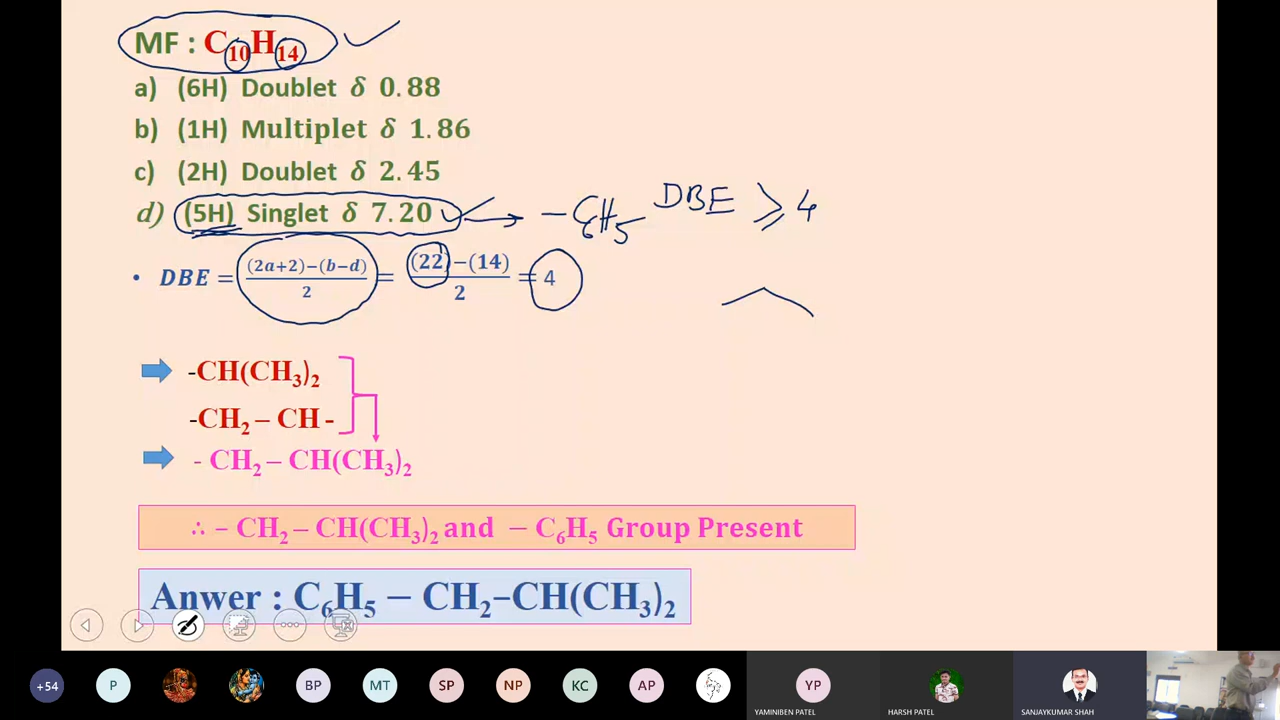 MF : C₁₀H₁₄
a) (6H) Doublet δ 0.88
b) (1H) Multiplet δ 1.86
c) (2H) Doublet δ 2.45
d) (5H) Singlet δ 7.20 → -C₆H₅ DBE ⩾ 4
• DBE = (2a+2)−(b−d)/2 = (22)−(14)/2 = 4
-CH(CH₃)₂
-CH₂ – CH -
- CH₂ – CH(CH₃)₂
∴ – CH₂ – CH(CH₃)₂ and – C₆H₅ Group Present
Anwer : C₆H₅ – CH₂–CH(CH₃)₂
+54 P BP MT SP NP KC AP YP
YAMINIBEN PATEL HARSH PATEL SANJAYKUMAR SHAH